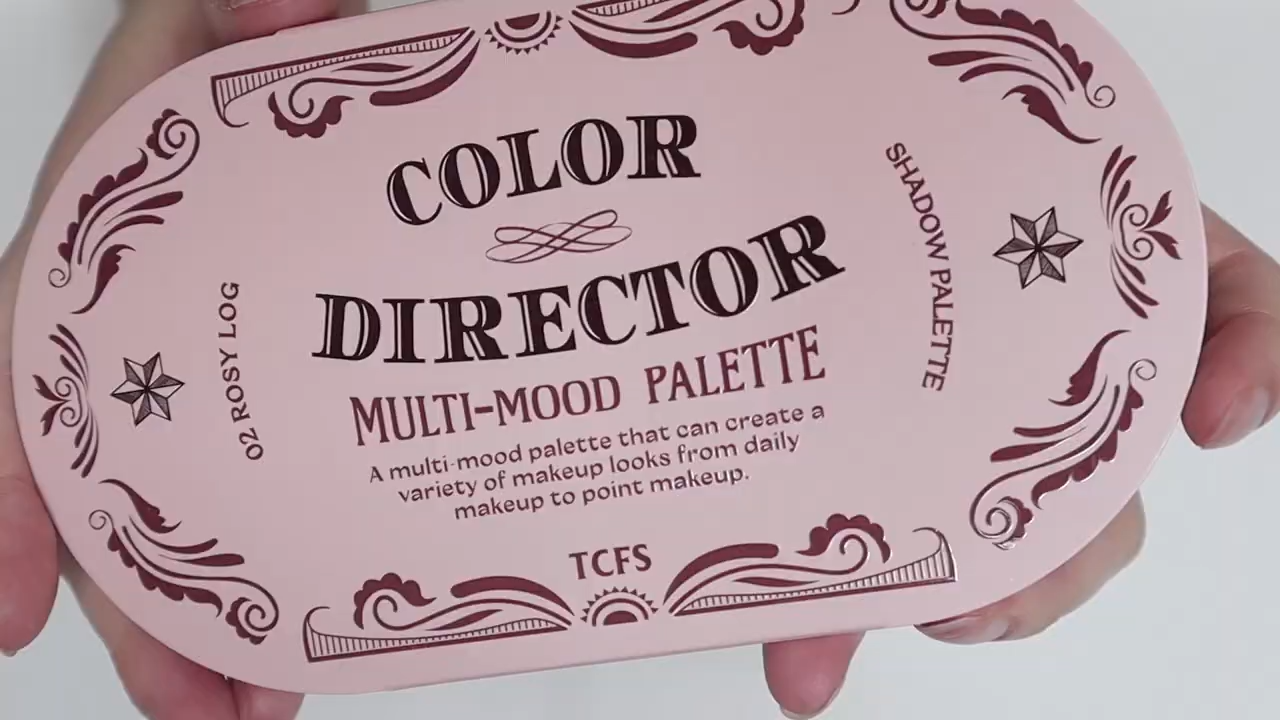 COLOR
DIRECTOR
MULTI-MOOD PALETTE
A multi-mood palette that can create a
variety of makeup looks from daily
makeup to point makeup.
TCFS
02 ROSY LOG
SHADOW PALETTE